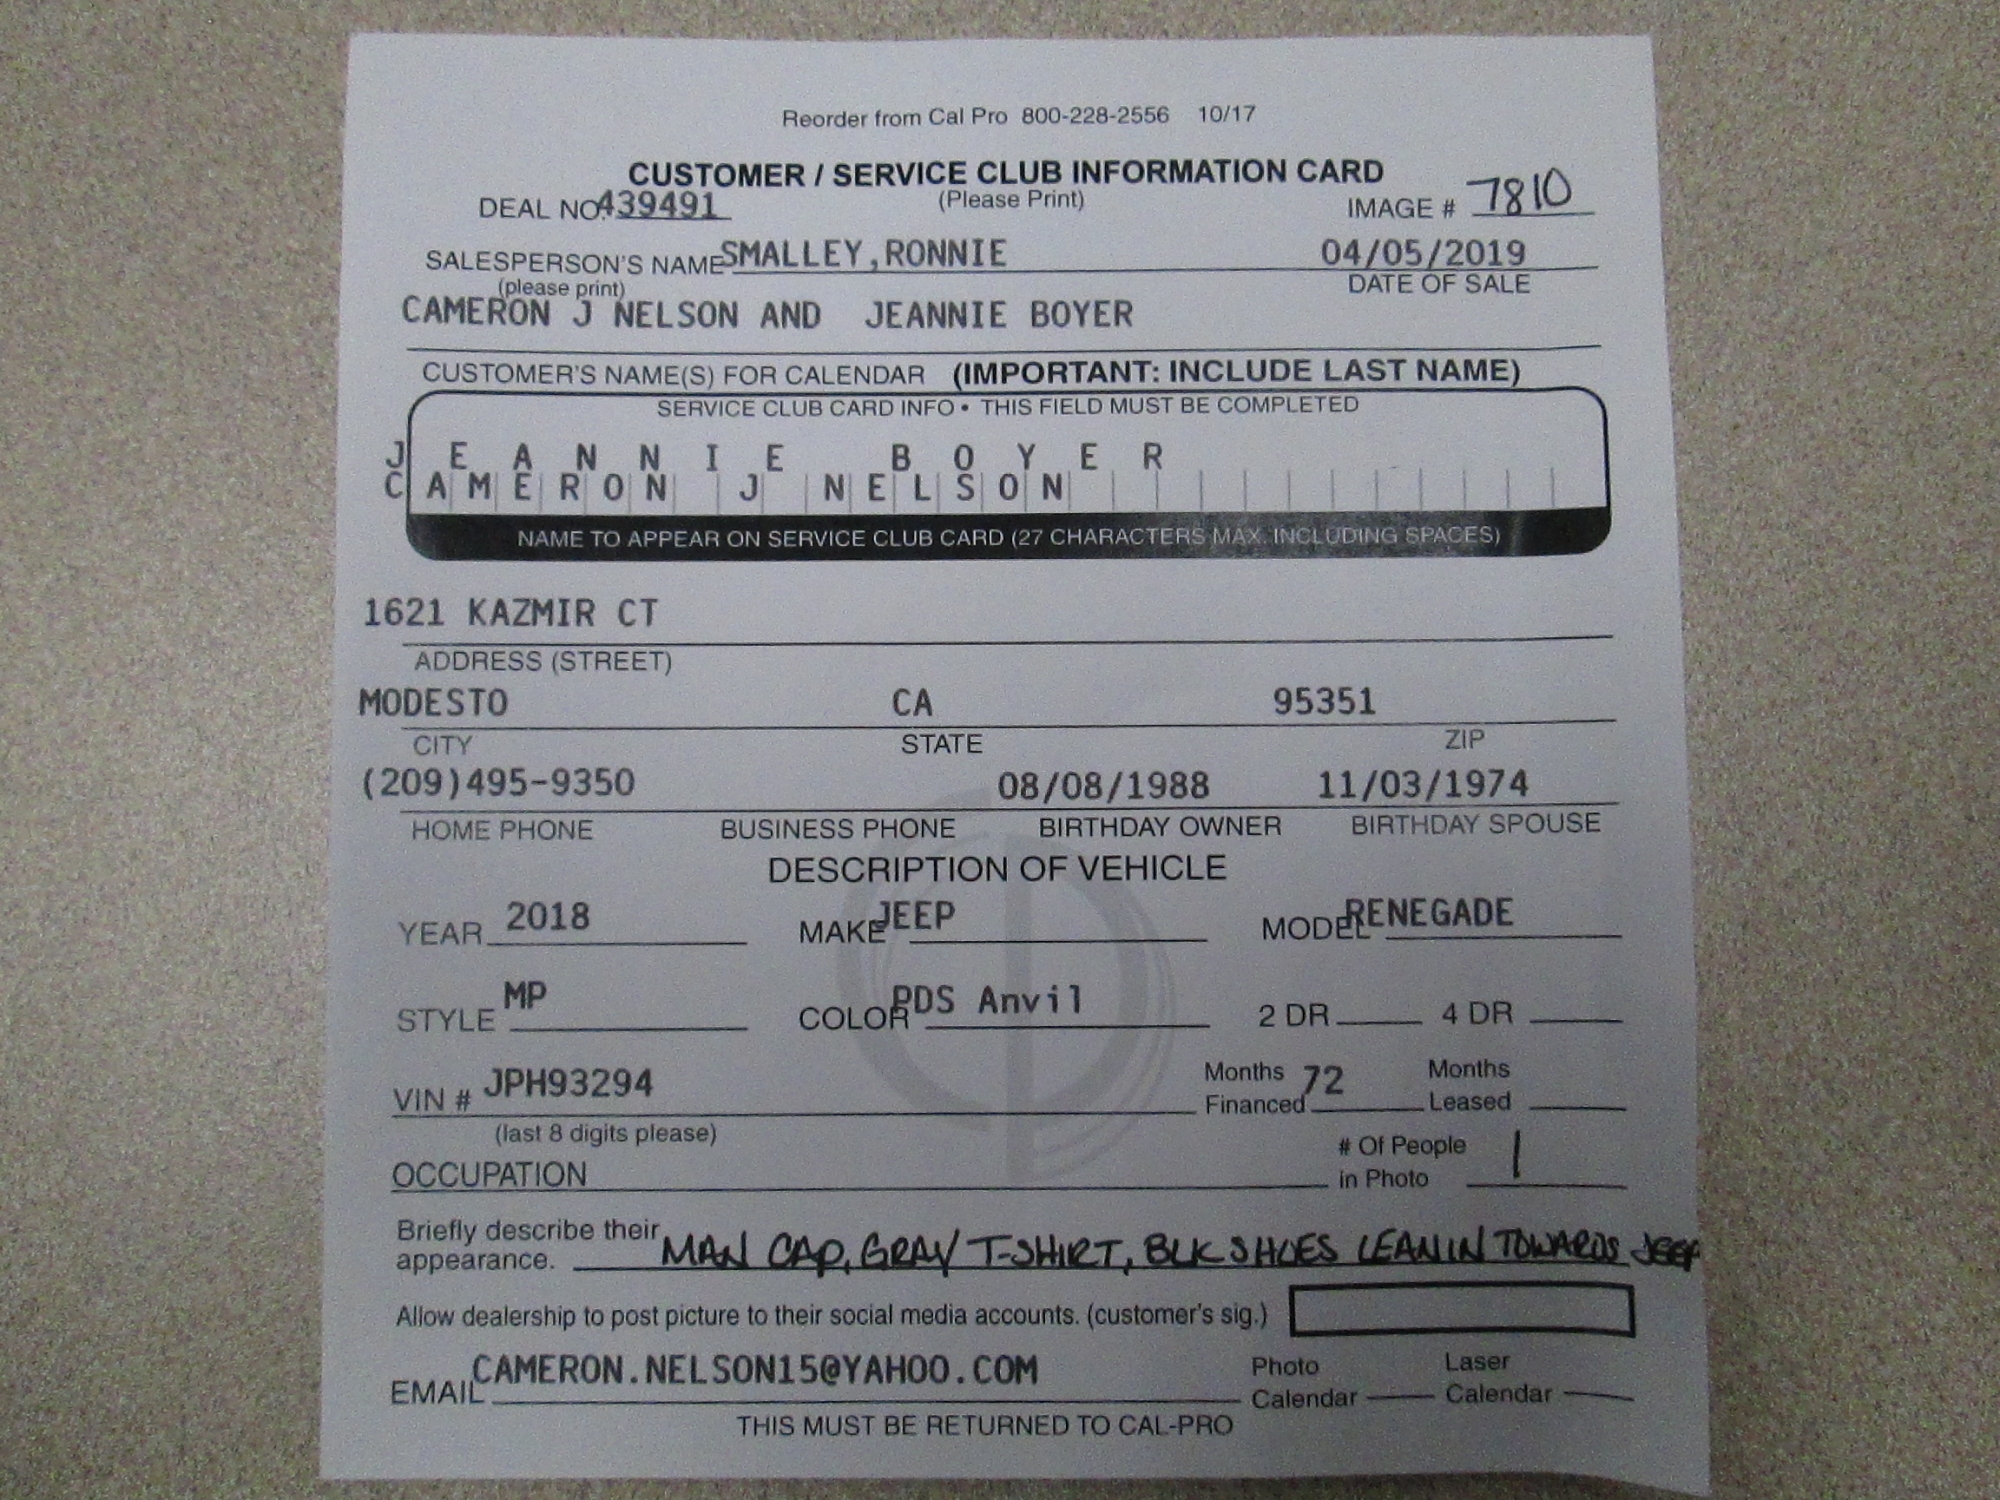 Reorder from Cal Pro 800-228-2556 10/17
CUSTOMER / SERVICE CLUB INFORMATION CARD
DEAL NO. 439491 (Please Print) IMAGE # 7810
SALESPERSON'S NAME SMALLEY,RONNIE 04/05/2019
(please print) DATE OF SALE
CAMERON J NELSON AND JEANNIE BOYER
CUSTOMER'S NAME(S) FOR CALENDAR (IMPORTANT: INCLUDE LAST NAME)
SERVICE CLUB CARD INFO • THIS FIELD MUST BE COMPLETED
JEANNIE BOYER
CAMERON J NELSON
NAME TO APPEAR ON SERVICE CLUB CARD (27 CHARACTERS MAX. INCLUDING SPACES)
1621 KAZMIR CT
ADDRESS (STREET)
MODESTO CA 95351
CITY STATE ZIP
(209)495-9350 08/08/1988 11/03/1974
HOME PHONE BUSINESS PHONE BIRTHDAY OWNER BIRTHDAY SPOUSE
DESCRIPTION OF VEHICLE
YEAR 2018 MAKE JEEP MODEL RENEGADE
STYLE MP COLOR PDS Anvil 2 DR 4 DR
VIN # JPH93294 Months Financed 72 Months Leased
(last 8 digits please)
OCCUPATION # Of People in Photo 1
Briefly describe their appearance. MAN CAP, GRAY T-SHIRT, BLK SHOES LEANIN TOWARDS JEEP
Allow dealership to post picture to their social media accounts. (customer's sig.)
EMAIL CAMERON.NELSON15@YAHOO.COM Photo Calendar Laser Calendar
THIS MUST BE RETURNED TO CAL-PRO